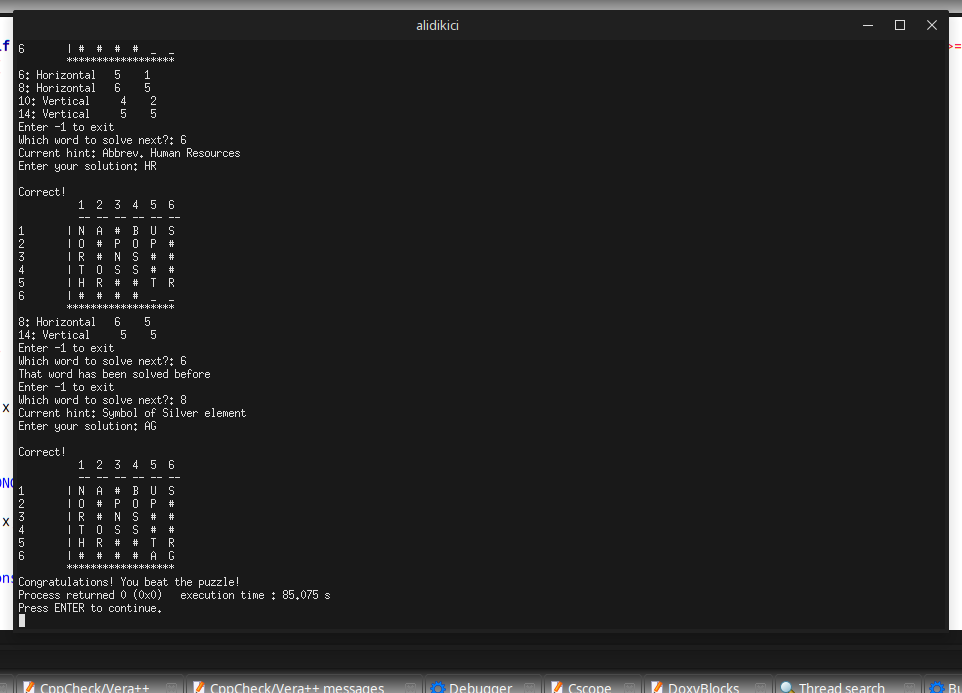 alidikici
6 | # # # # _ _
******************
6: Horizontal 5 1
8: Horizontal 6 5
10: Vertical 4 2
14: Vertical 5 5
Enter -1 to exit
Which word to solve next?: 6
Current hint: Abbrev. Human Resources
Enter your solution: HR
Correct!
1 2 3 4 5 6
-- -- -- -- -- --
1 | N A # B U S
2 | O # P O P #
3 | R # N S # #
4 | T O S S # #
5 | H R # # T R
6 | # # # # _ _
******************
8: Horizontal 6 5
14: Vertical 5 5
Enter -1 to exit
Which word to solve next?: 6
That word has been solved before
Enter -1 to exit
Which word to solve next?: 8
Current hint: Symbol of Silver element
Enter your solution: AG
Correct!
1 2 3 4 5 6
-- -- -- -- -- --
1 | N A # B U S
2 | O # P O P #
3 | R # N S # #
4 | T O S S # #
5 | H R # # T R
6 | # # # # A G
******************
Congratulations! You beat the puzzle!
Process returned 0 (0x0) execution time : 85.075 s
Press ENTER to continue.
CppCheck/Vera++ CppCheck/Vera++ messages Debugger Cscope DoxyBlocks Thread search